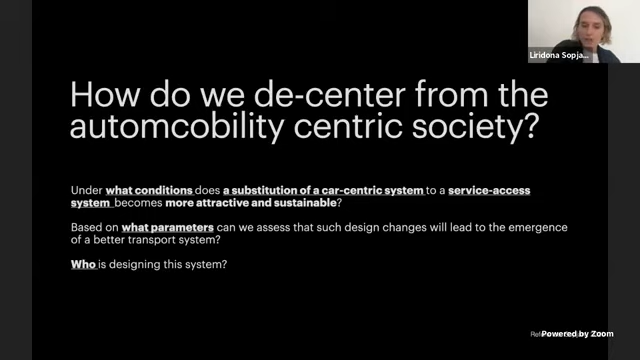 Liridona Sopja...
How do we de-center from the
automcobility centric society?
Under what conditions does a substitution of a car-centric system to a service-access
system becomes more attractive and sustainable?
Based on what parameters can we assess that such design changes will lead to the emergence
of a better transport system?
Who is designing this system?
Powered by Zoom